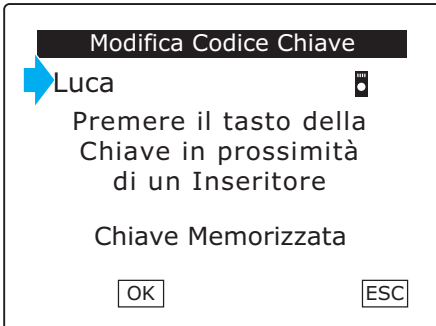 Modifica Codice Chiave
Luca
Premere il tasto della
Chiave in prossimità
di un Inseritore
Chiave Memorizzata
OK ESC